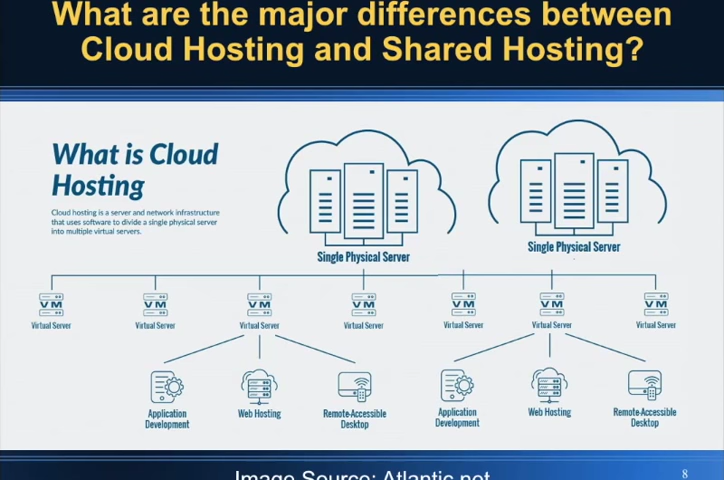 What are the major differences between
Cloud Hosting and Shared Hosting?
What is Cloud
Hosting
Cloud hosting is a server and network infrastructure
that uses software to divide a single physical server
into multiple virtual servers.
Single Physical Server
Single Physical Server
VM
VM
VM
VM
VM
VM
VM
Virtual Server
Virtual Server
Virtual Server
Virtual Server
Virtual Server
Virtual Server
Virtual Server
Application
Development
Web Hosting
Remote-Accessible
Desktop
Application
Development
Web Hosting
Remote-Accessible
Desktop
Image Source: Atlantic.net
8